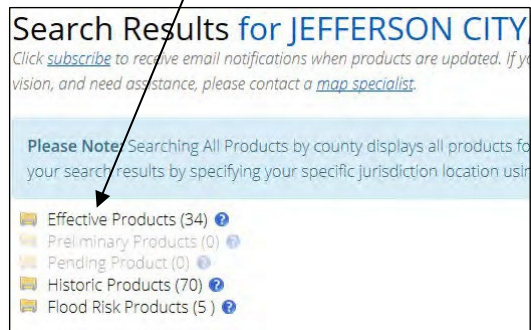 Search Results for JEFFERSON CITY,
Click subscribe to receive email notifications when products are updated. If yo
vision, and need assistance, please contact a map specialist.
Please Note: Searching All Products by county displays all products fo
your search results by specifying your specific jurisdiction location usin
Effective Products (34)
Preliminary Products (0)
Pending Product (0)
Historic Products (70)
Flood Risk Products (5 )